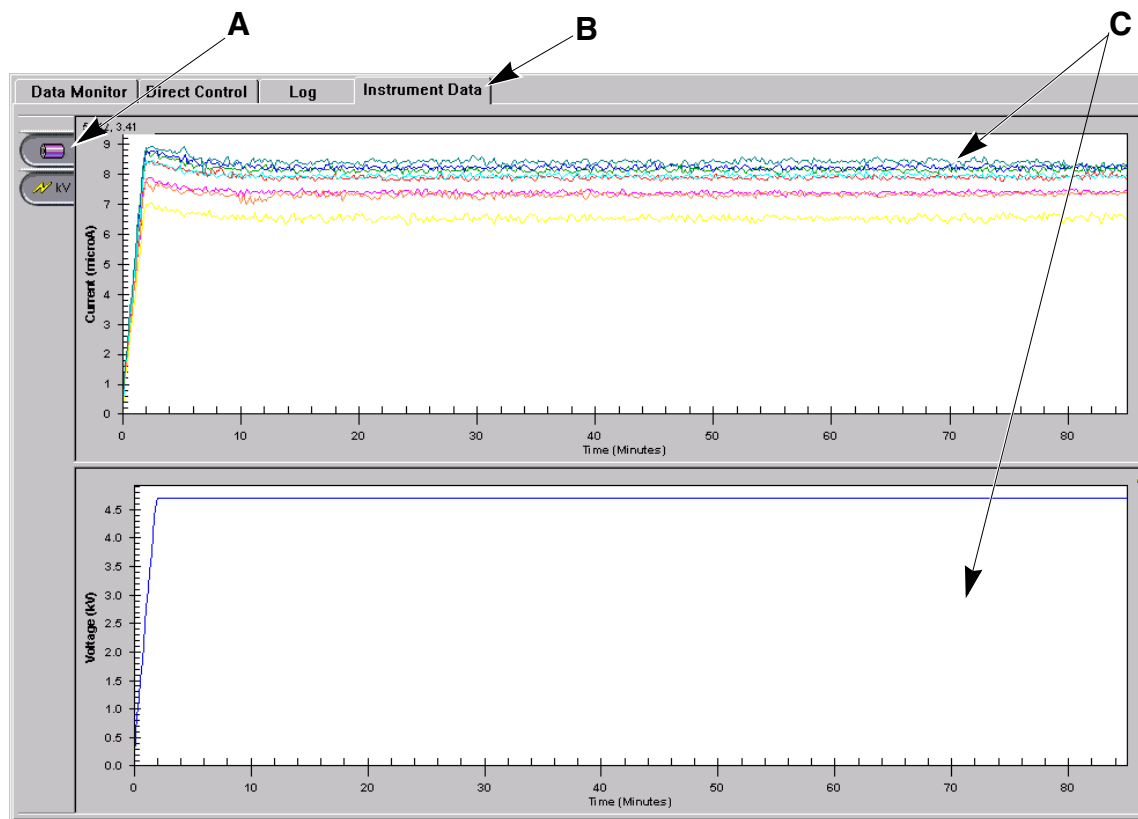 A B C
Data Monitor Direct Control Log Instrument Data
3.41
kV
9
8
7
6
5
4
3
2
1
0
Current (microA)
0 10 20 30 40 50 60 70 80
Time (Minutes)
4.5
4.0
3.5
3.0
2.5
2.0
1.5
1.0
0.5
0.0
Voltage (kV)
0 10 20 30 40 50 60 70 80
Time (Minutes)